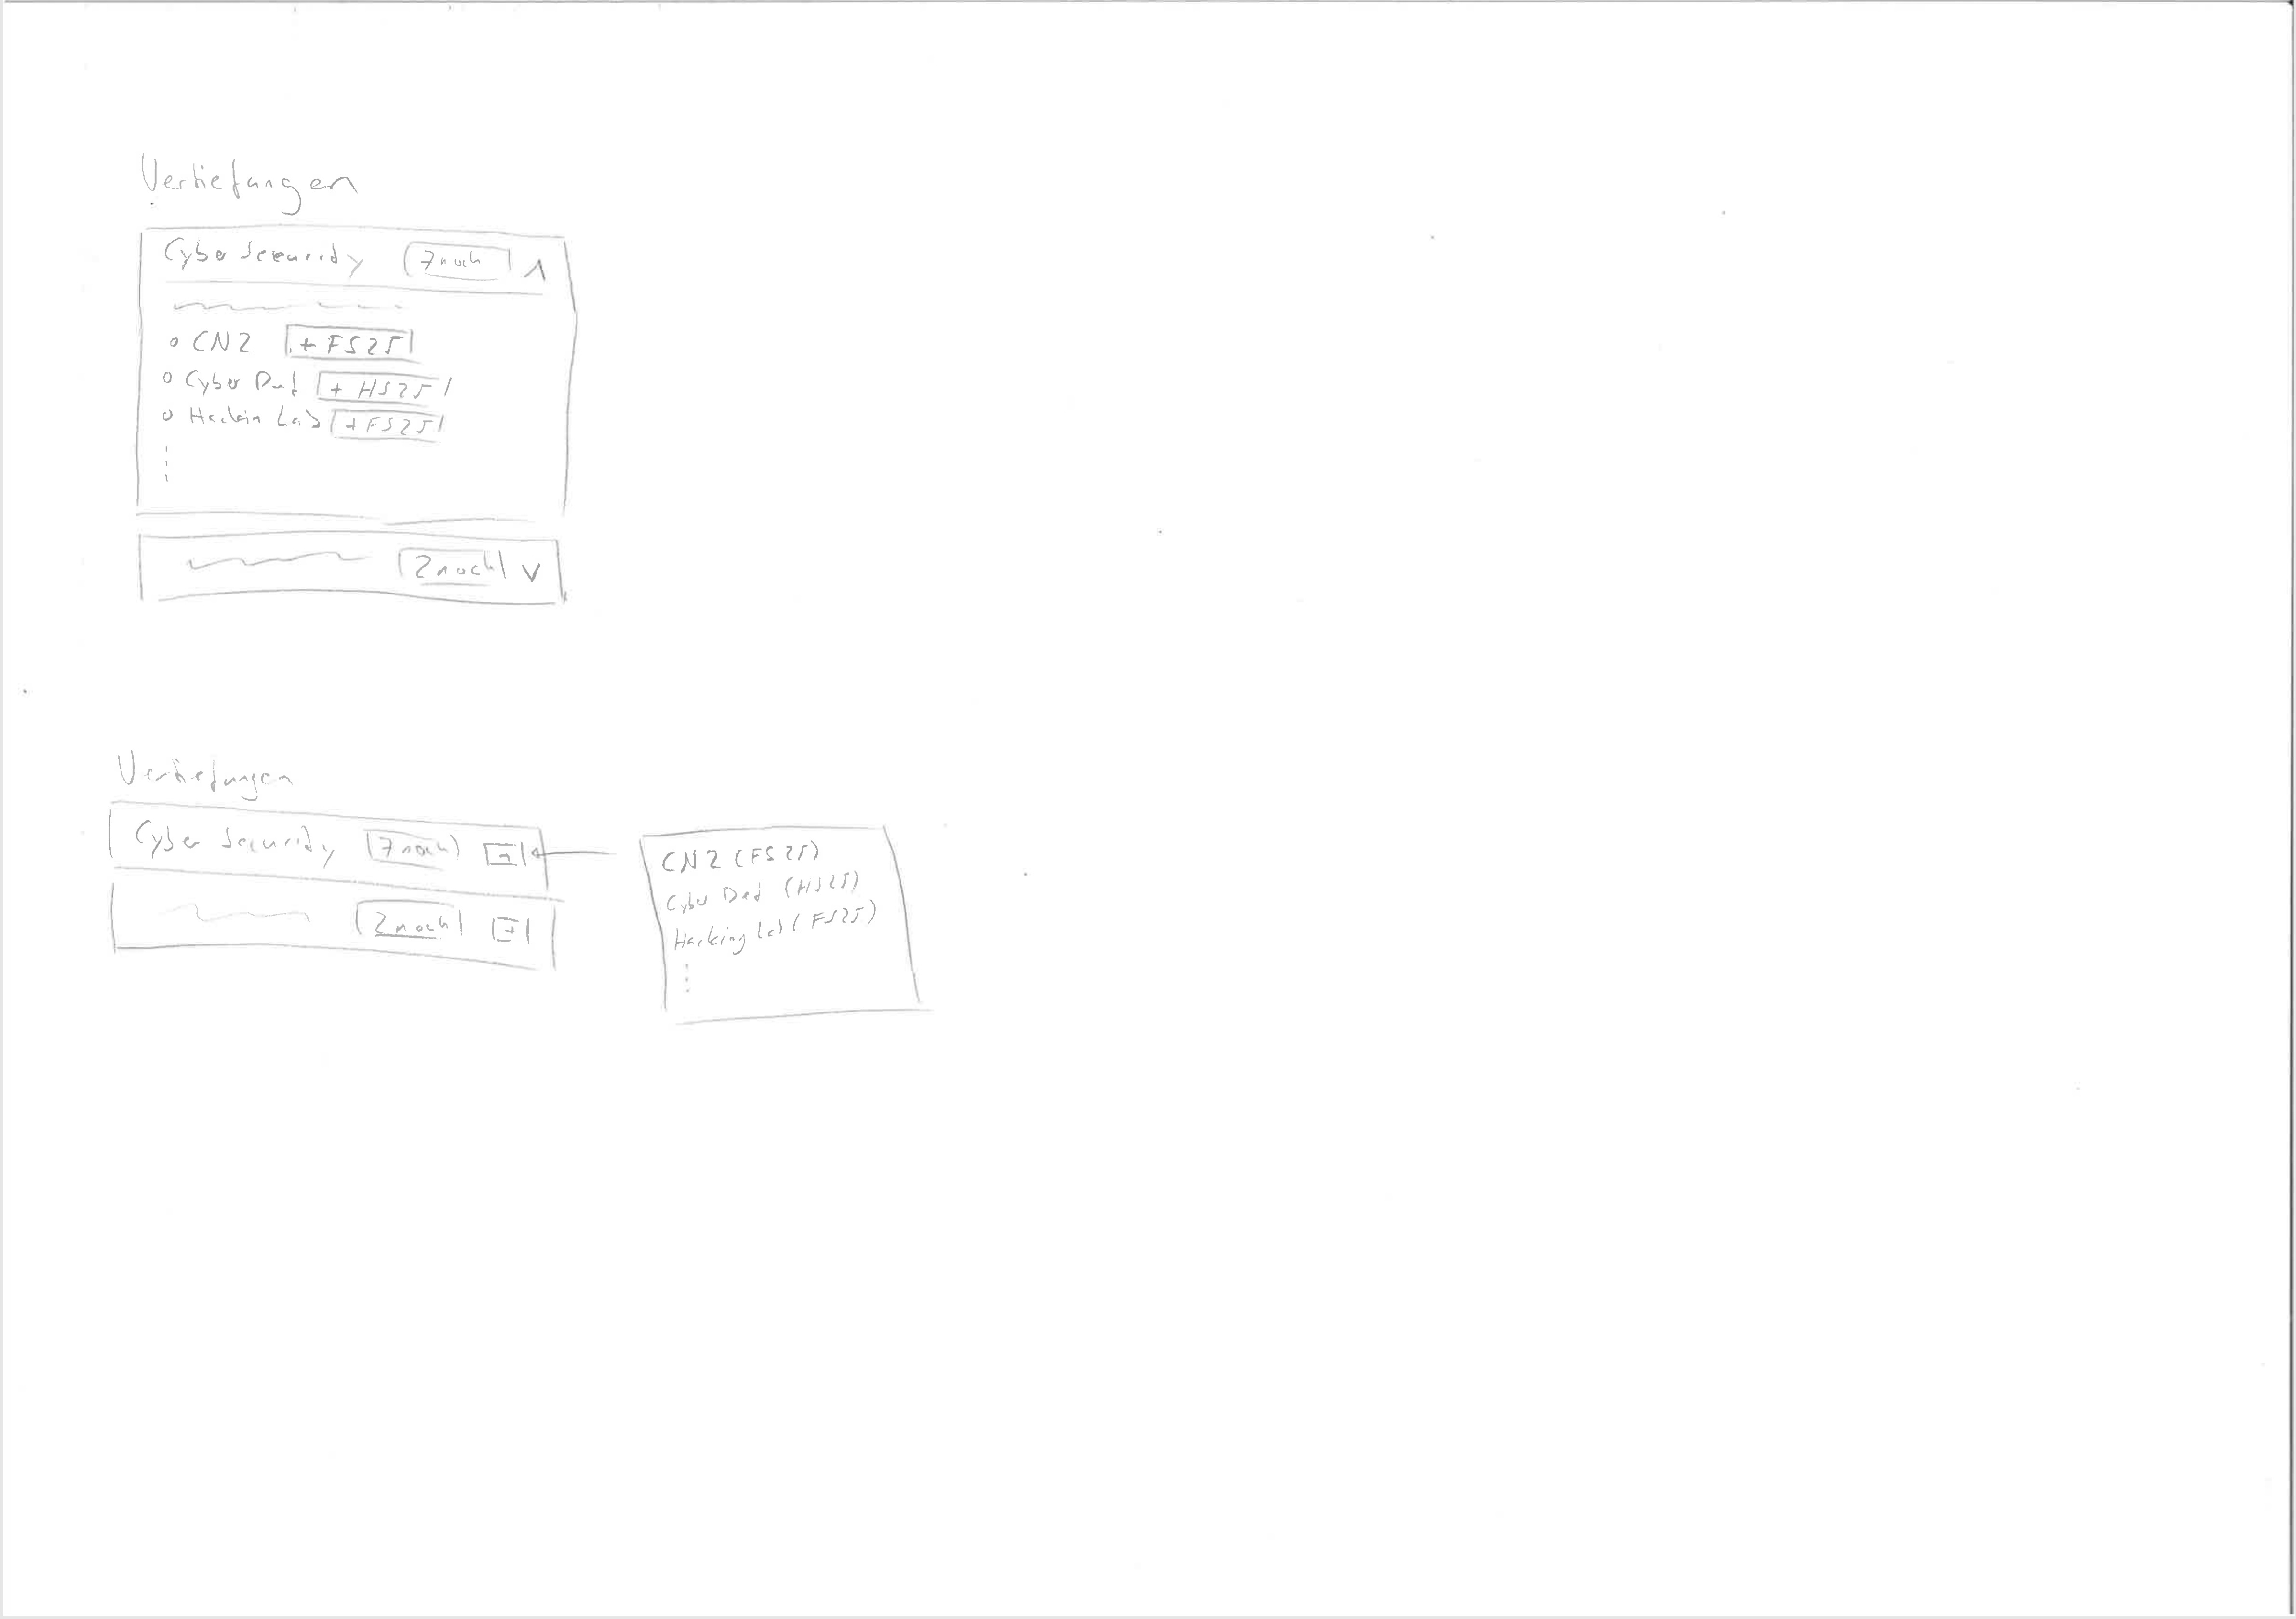 Vertiefungen
Cyber Security 7 noch ∧
CN2 + FS25
Cyber Def + HS25
Hackin Lab + FS25
2 noch ∨
Vertiefungen
Cyber Security 7 noch +
2 noch +
CN2 (FS25)
Cyber Def (HS25)
Hacking Lab (FS25)